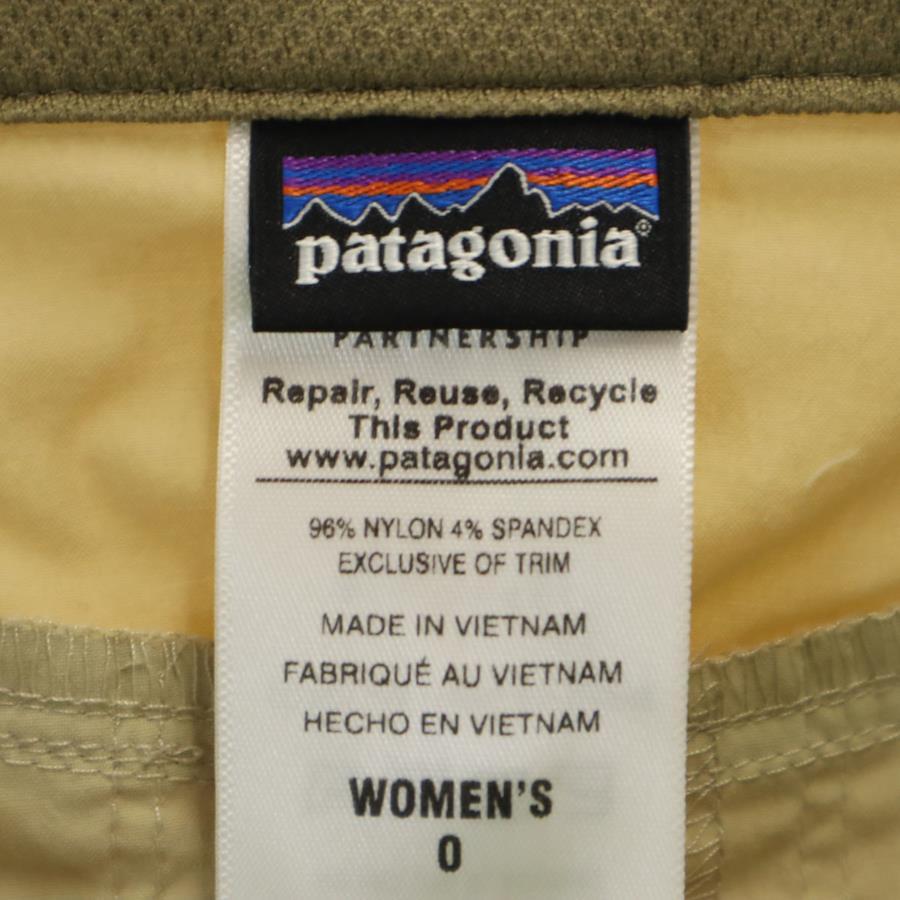 patagonia®
PARTNERSHIP
Repair, Reuse, Recycle
This Product
www.patagonia.com
96% NYLON 4% SPANDEX
EXCLUSIVE OF TRIM
MADE IN VIETNAM
FABRIQUÉ AU VIETNAM
HECHO EN VIETNAM
WOMEN'S
0